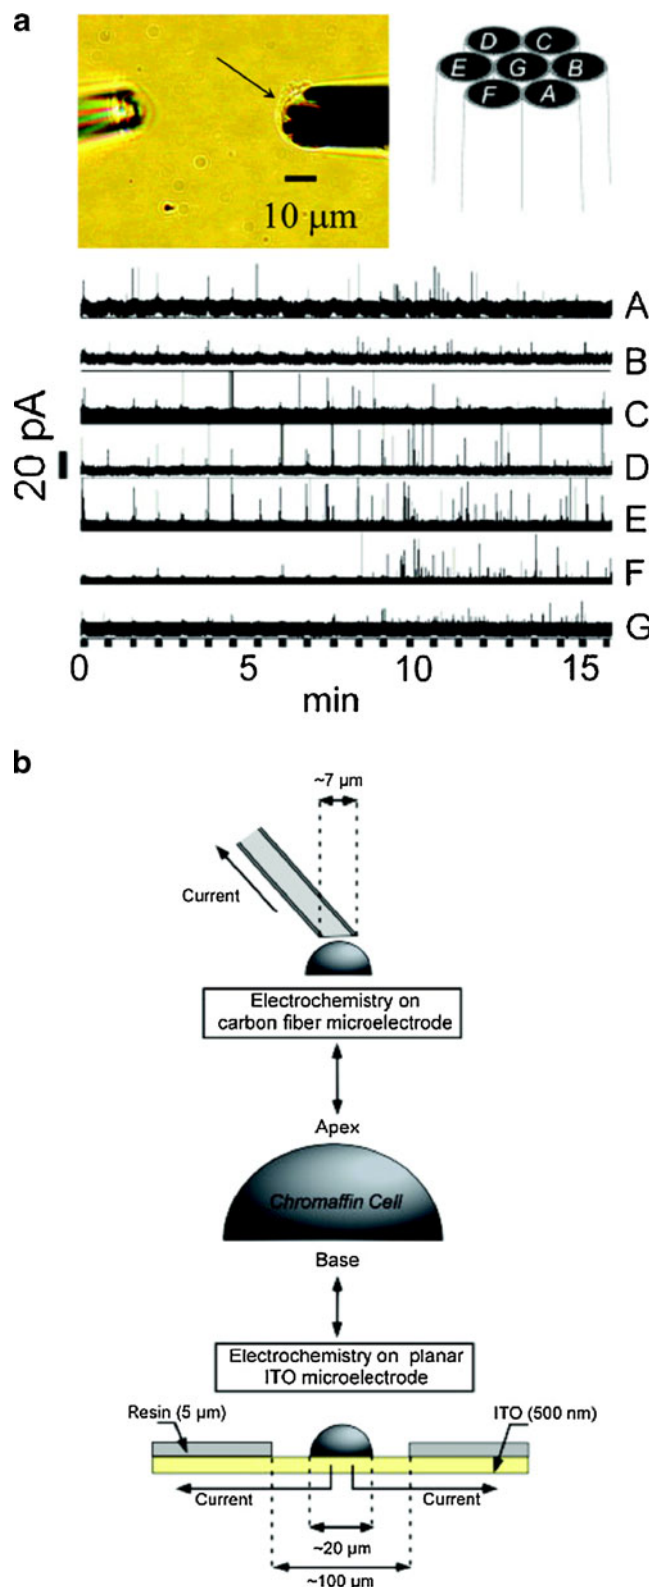 a
10 μm
D C
E G B
F A
A
B
C
D
E
F
G
20 pA
0 5 10 15
min
b
~7 μm
Current
Electrochemistry on
carbon fiber microelectrode
Apex
Chromaffin Cell
Base
Electrochemistry on planar
ITO microelectrode
Resin (5 μm)
ITO (500 nm)
Current
Current
~20 μm
~100 μm